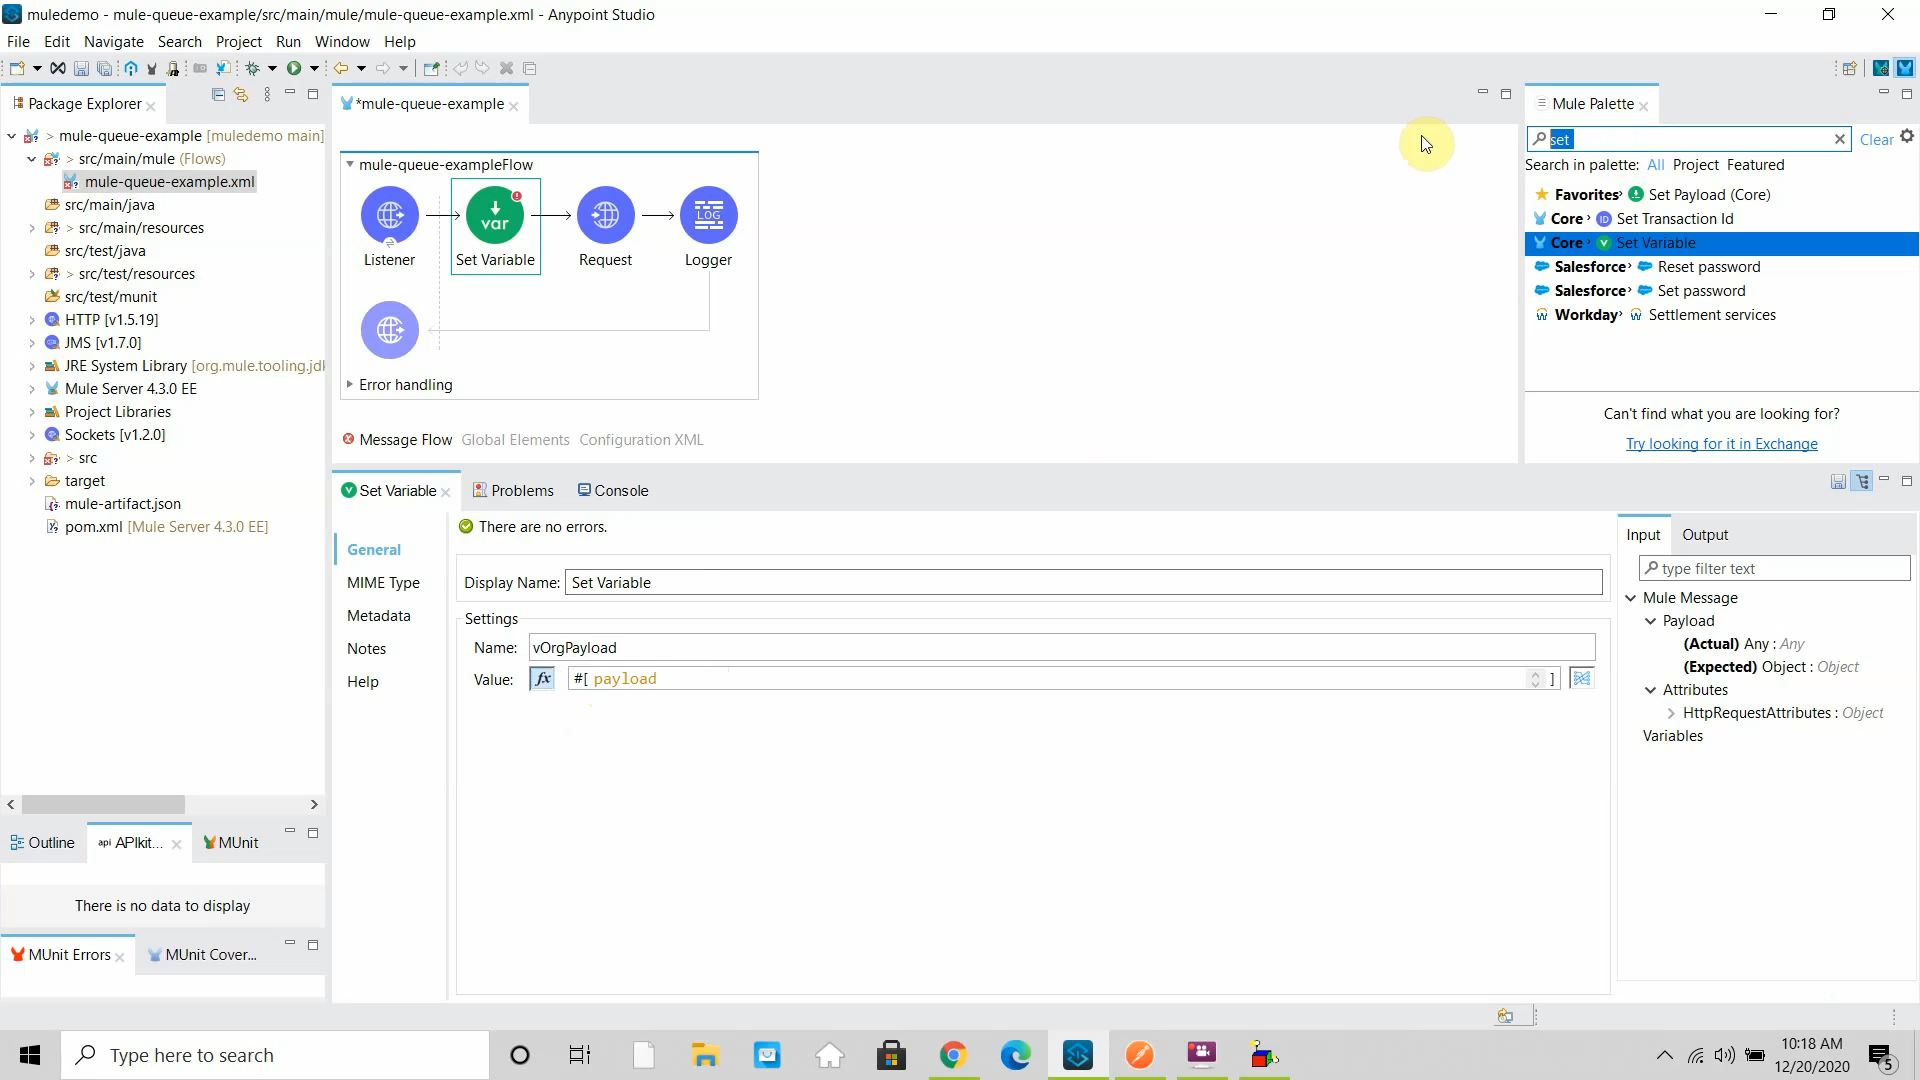 muledemo - mule-queue-example/src/main/mule/mule-queue-example.xml - Anypoint Studio
File Edit Navigate Search Project Run Window Help
Package Explorer
mule-queue-example [muledemo main]
src/main/mule (Flows)
mule-queue-example.xml
src/main/java
src/main/resources
src/test/java
src/test/resources
src/test/munit
HTTP [v1.5.19]
JMS [v1.7.0]
JRE System Library [org.mule.tooling.jdk
Mule Server 4.3.0 EE
Project Libraries
Sockets [v1.2.0]
src
target
mule-artifact.json
pom.xml [Mule Server 4.3.0 EE]
Outline
api APIkit...
MUnit
There is no data to display
MUnit Errors
MUnit Cover...
*mule-queue-example
mule-queue-exampleFlow
var
LOG
Listener
Set Variable
Request
Logger
Error handling
Message Flow Global Elements Configuration XML
Mule Palette
set
Clear
Search in palette: All Project Featured
Favorites Set Payload (Core)
Core ID Set Transaction Id
Core Set Variable
Salesforce Reset password
Salesforce Set password
Workday Settlement services
Can't find what you are looking for?
Try looking for it in Exchange
Set Variable
Problems
Console
There are no errors.
General
MIME Type
Metadata
Notes
Help
Display Name: Set Variable
Settings
Name: vOrgPayload
Value: fx #[ payload ]
Input
Output
type filter text
Mule Message
Payload
(Actual) Any : Any
(Expected) Object : Object
Attributes
HttpRequestAttributes : Object
Variables
Type here to search
10:18 AM
12/20/2020
5